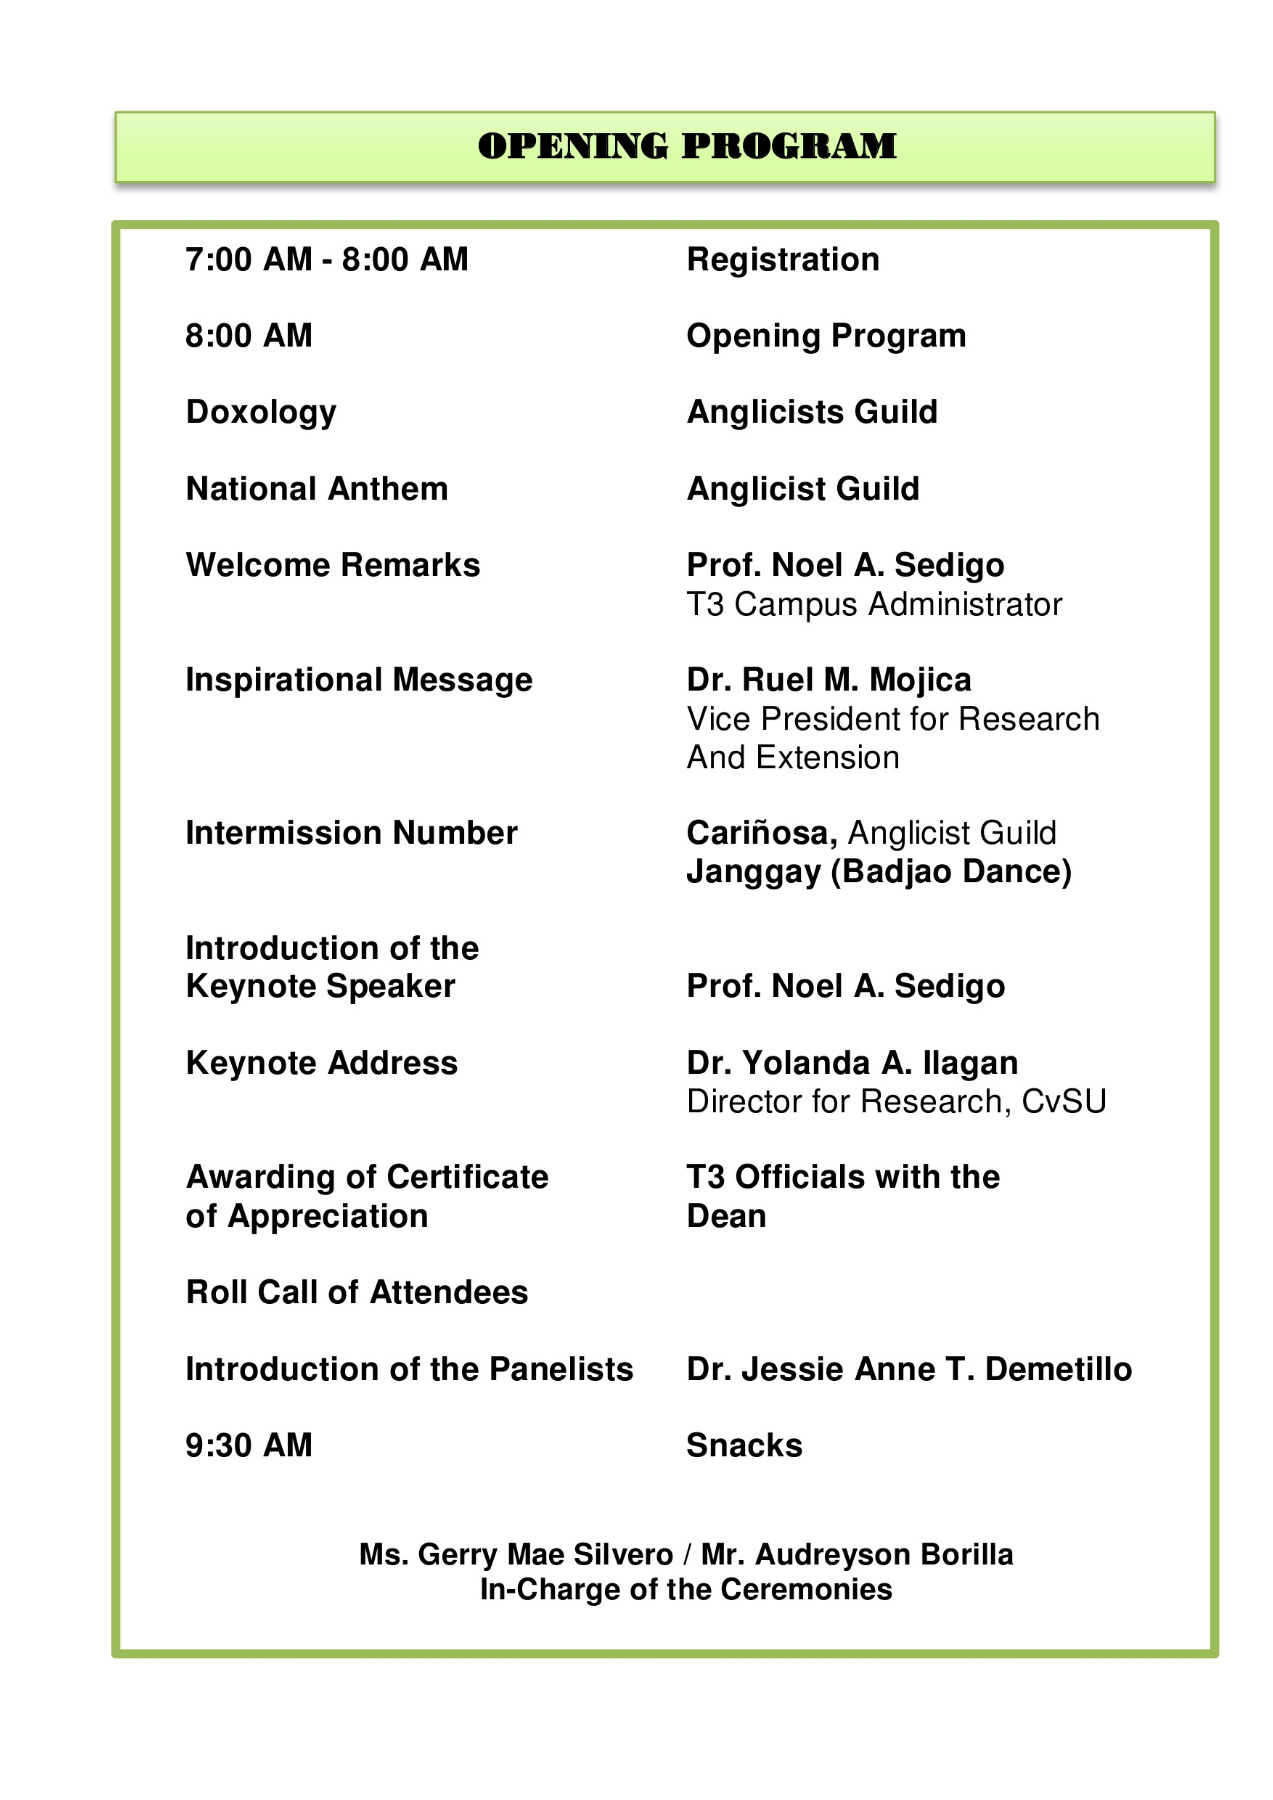 OPENING PROGRAM
7:00 AM - 8:00 AM Registration
8:00 AM Opening Program
Doxology Anglicists Guild
National Anthem Anglicist Guild
Welcome Remarks Prof. Noel A. Sedigo
T3 Campus Administrator
Inspirational Message Dr. Ruel M. Mojica
Vice President for Research
And Extension
Intermission Number Cariñosa, Anglicist Guild
Janggay (Badjao Dance)
Introduction of the
Keynote Speaker Prof. Noel A. Sedigo
Keynote Address Dr. Yolanda A. Ilagan
Director for Research, CvSU
Awarding of Certificate T3 Officials with the
of Appreciation Dean
Roll Call of Attendees
Introduction of the Panelists Dr. Jessie Anne T. Demetillo
9:30 AM Snacks
Ms. Gerry Mae Silvero / Mr. Audreyson Borilla
In-Charge of the Ceremonies